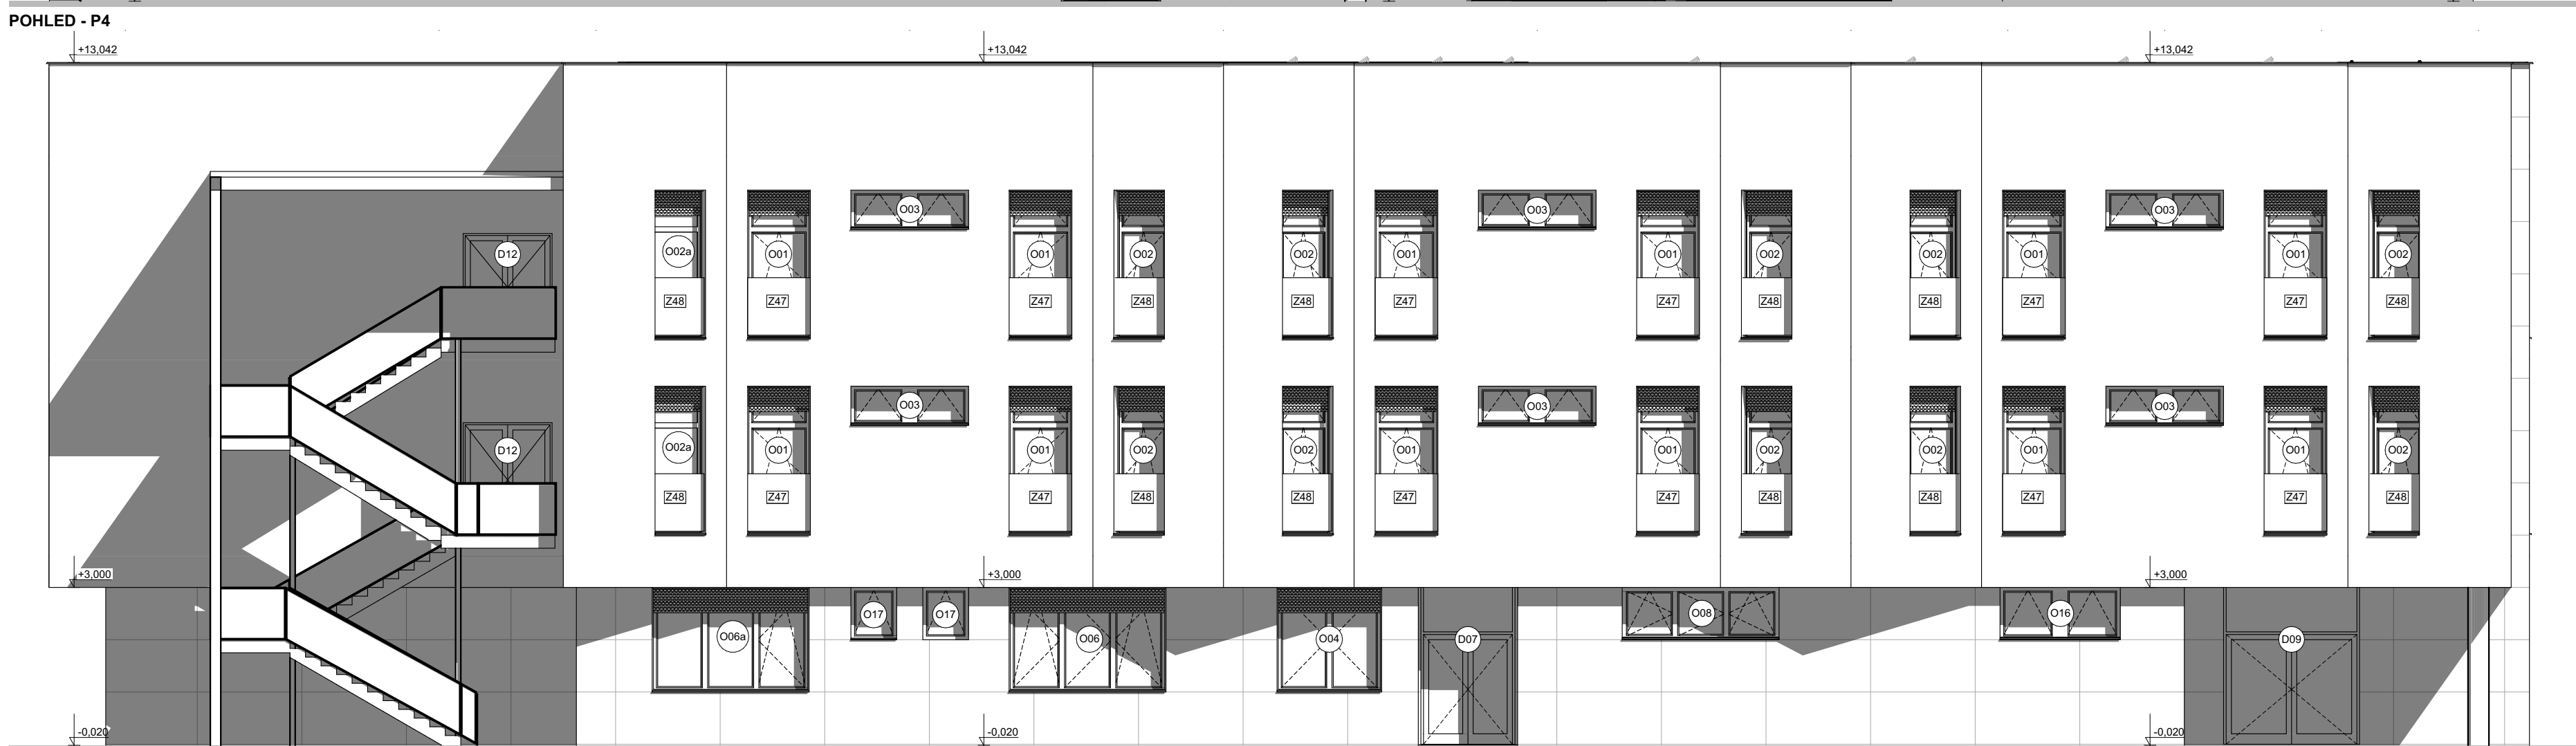 POHLED - P4
+13,042 +13,042 +13,042
O03 O03 O03
D12 O02a O01 O01 O02 O02 O01 O01 O02 O02 O01 O01 O02
Z48 Z47 Z47 Z48 Z48 Z47 Z47 Z48 Z48 Z47 Z47 Z48
O03 O03 O03
D12 O02a O01 O01 O02 O02 O01 O01 O02 O02 O01 O01 O02
Z48 Z47 Z47 Z48 Z48 Z47 Z47 Z48 Z48 Z47 Z47 Z48
+3,000 +3,000 +3,000
O17 O17 O08 O16
O06a O06 O04 D07 D09
-0,020 -0,020 -0,020